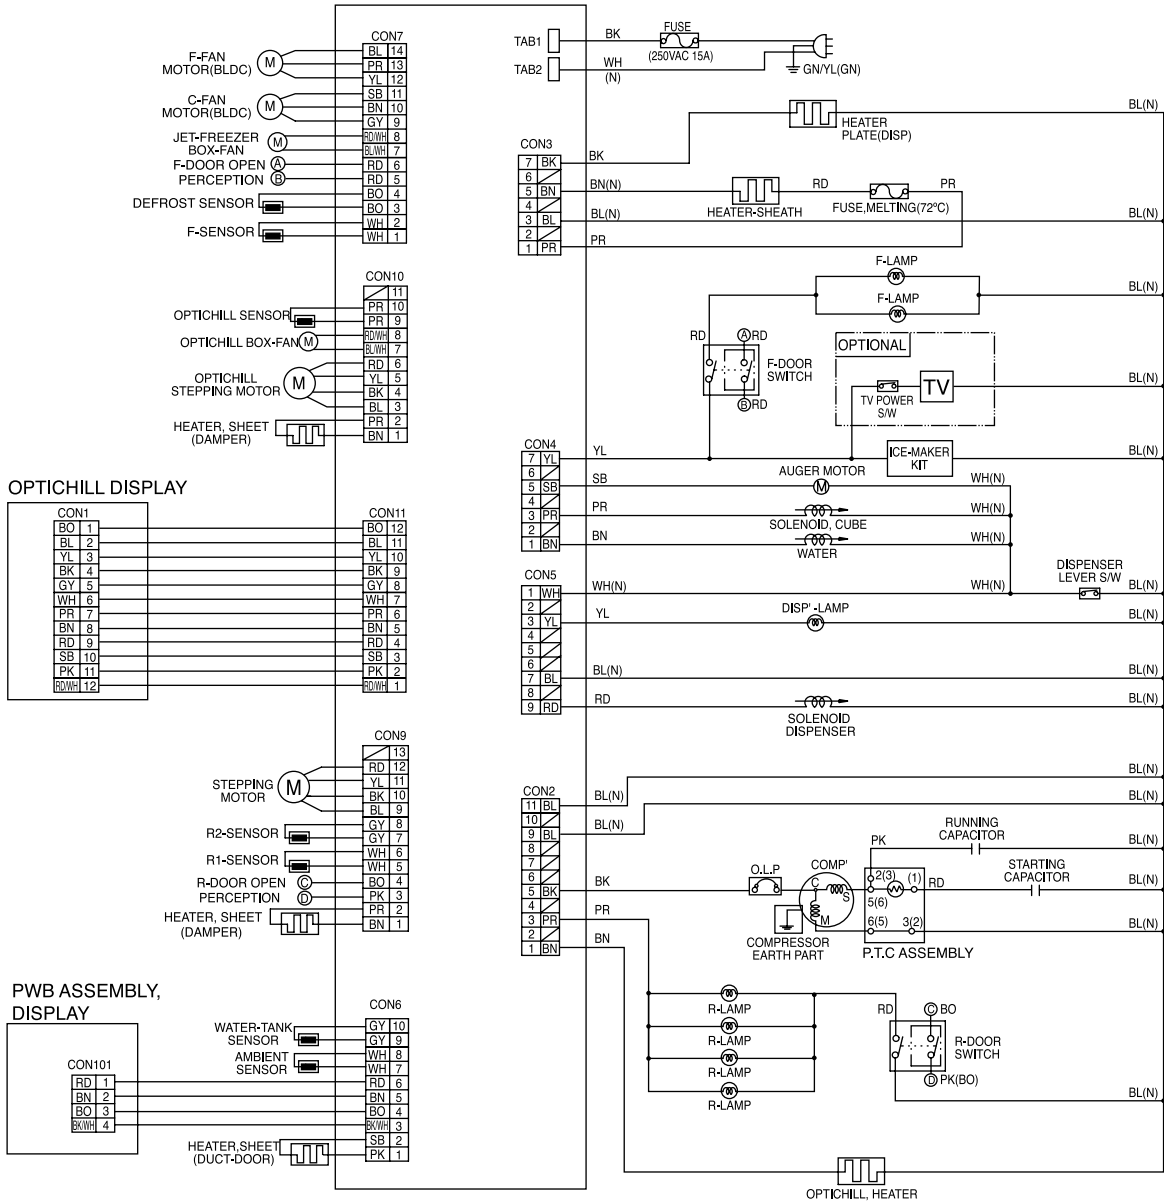 CON7
F-FAN
MOTOR(BLDC)
M
BL 14
PR 13
YL 12
C-FAN
MOTOR(BLDC)
M
SB 11
BN 10
GY 9
JET-FREEZER
BOX-FAN
M
RD/WH 8
BL/WH 7
F-DOOR OPEN A
RD 6
PERCEPTION B
RD 5
DEFROST SENSOR
BO 4
BO 3
F-SENSOR
WH 2
WH 1
CON10
11
OPTICHILL SENSOR
PR 10
PR 9
OPTICHILL BOX-FAN M
RD/WH 8
BL/WH 7
OPTICHILL
STEPPING MOTOR
M
RD 6
YL 5
BK 4
BL 3
HEATER, SHEET
(DAMPER)
PR 2
BN 1
OPTICHILL DISPLAY
CON1
BO 1
BL 2
YL 3
BK 4
GY 5
WH 6
PR 7
BN 8
RD 9
SB 10
PK 11
RD/WH 12
CON11
BO 12
BL 11
YL 10
BK 9
GY 8
WH 7
PR 6
BN 5
RD 4
SB 3
PK 2
RD/WH 1
CON9
13
STEPPING
MOTOR
M
RD 12
YL 11
BK 10
BL 9
R2-SENSOR
GY 8
GY 7
R1-SENSOR
WH 6
WH 5
R-DOOR OPEN C
BO 4
PERCEPTION D
PK 3
HEATER, SHEET
(DAMPER)
PR 2
BN 1
PWB ASSEMBLY,
DISPLAY
CON101
RD 1
BN 2
BO 3
BK/WH 4
CON6
WATER-TANK
SENSOR
GY 10
GY 9
AMBIENT
SENSOR
WH 8
WH 7
RD 6
BN 5
BO 4
BK/WH 3
HEATER,SHEET
(DUCT-DOOR)
SB 2
PK 1
TAB1
BK
FUSE
(250VAC 15A)
TAB2
WH
(N)
GN/YL(GN)
HEATER
PLATE(DISP)
BL(N)
CON3
7 BK
6
5 BN
4
3 BL
2
1 PR
BK
BN(N)
HEATER-SHEATH
RD
FUSE,MELTING(72ºC)
PR
BL(N)
BL(N)
PR
F-LAMP
F-LAMP
BL(N)
RD
A RD
B RD
F-DOOR
SWITCH
OPTIONAL
TV POWER
S/W
TV
BL(N)
CON4
7 YL
6
5 SB
4
3 PR
2
1 BN
YL
ICE-MAKER
KIT
BL(N)
SB
AUGER MOTOR
M
WH(N)
PR
SOLENOID, CUBE
WH(N)
BN
WATER
WH(N)
CON5
1 WH
2
3 YL
4
5
6
7 BL
8
9 RD
WH(N)
WH(N)
DISPENSER
LEVER S/W
BL(N)
YL
DISP'-LAMP
BL(N)
BL(N)
BL(N)
RD
SOLENOID
DISPENSER
BL(N)
CON2
11 BL
10
9 BL
8
7
6
5 BK
4
3 PR
2
1 BN
BL(N)
BL(N)
BL(N)
BL(N)
BK
O.L.P
COMP'
C
S
M
COMPRESSOR
EARTH PART
PK
RUNNING
CAPACITOR
BL(N)
2(3)
(1)
RD
STARTING
CAPACITOR
BL(N)
5(6)
6(5)
3(2)
BL(N)
P.T.C ASSEMBLY
PR
BN
R-LAMP
R-LAMP
R-LAMP
R-LAMP
RD
C BO
D PK(BO)
R-DOOR
SWITCH
BL(N)
OPTICHILL, HEATER